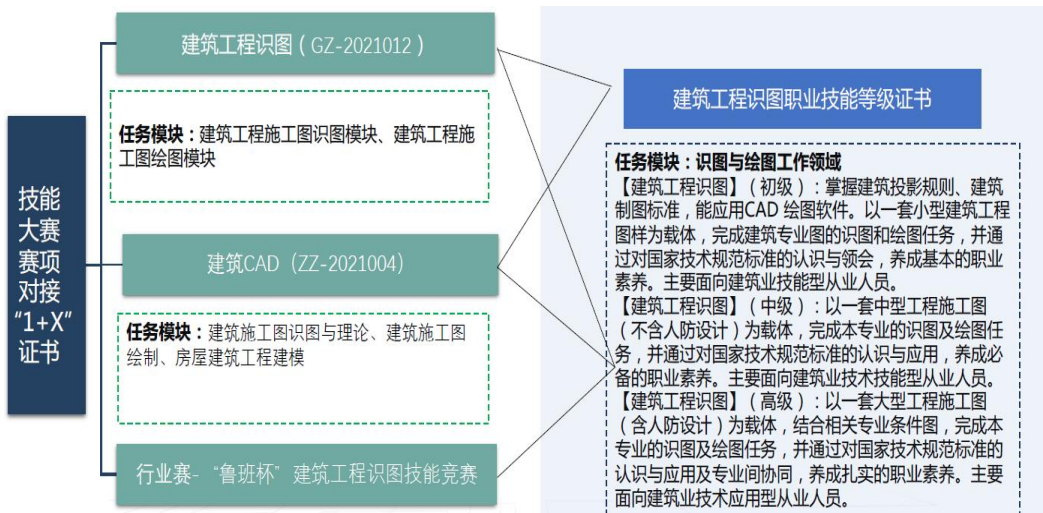 技能
大赛
赛项
对接
“1+X”
证书
建筑工程识图（GZ-2021012）
任务模块：建筑工程施工图识图模块、建筑工程施
工图绘图模块
建筑CAD（ZZ-2021004）
任务模块：建筑施工图识图与理论、建筑施工图
绘制、房屋建筑工程建模
行业赛-“鲁班杯”建筑工程识图技能竞赛
建筑工程识图职业技能等级证书
任务模块：识图与绘图工作领域
【建筑工程识图】（初级）：掌握建筑投影规则、建筑
制图标准，能应用CAD 绘图软件。以一套小型建筑工程
图样为载体，完成建筑专业图的识图和绘图任务，并通
过对国家技术规范标准的认识与领会，养成基本的职业
素养。主要面向建筑业技能型从业人员。
【建筑工程识图】（中级）：以一套中型工程施工图
（不含人防设计）为载体，完成本专业的识图及绘图任
务，并通过对国家技术规范标准的认识与应用，养成必
备的职业素养。主要面向建筑业技术技能型从业人员。
【建筑工程识图】（高级）：以一套大型工程施工图
（含人防设计）为载体，结合相关专业条件图，完成本
专业的识图及绘图任务，并通过对国家技术规范标准的
认识与应用及专业间协同，养成扎实的职业素养。主要
面向建筑业技术应用型从业人员。